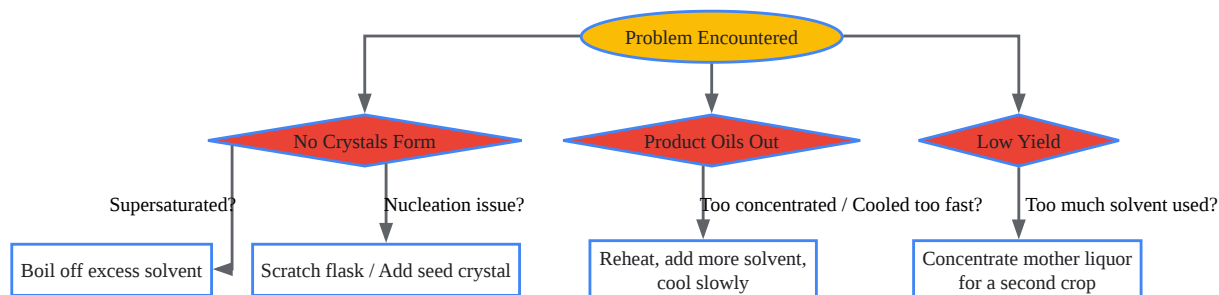 Problem Encountered
No Crystals Form
Product Oils Out
Low Yield
Supersaturated?
Nucleation issue?
Too concentrated / Cooled too fast?
Too much solvent used?
Boil off excess solvent
Scratch flask / Add seed crystal
Reheat, add more solvent,
cool slowly
Concentrate mother liquor
for a second crop